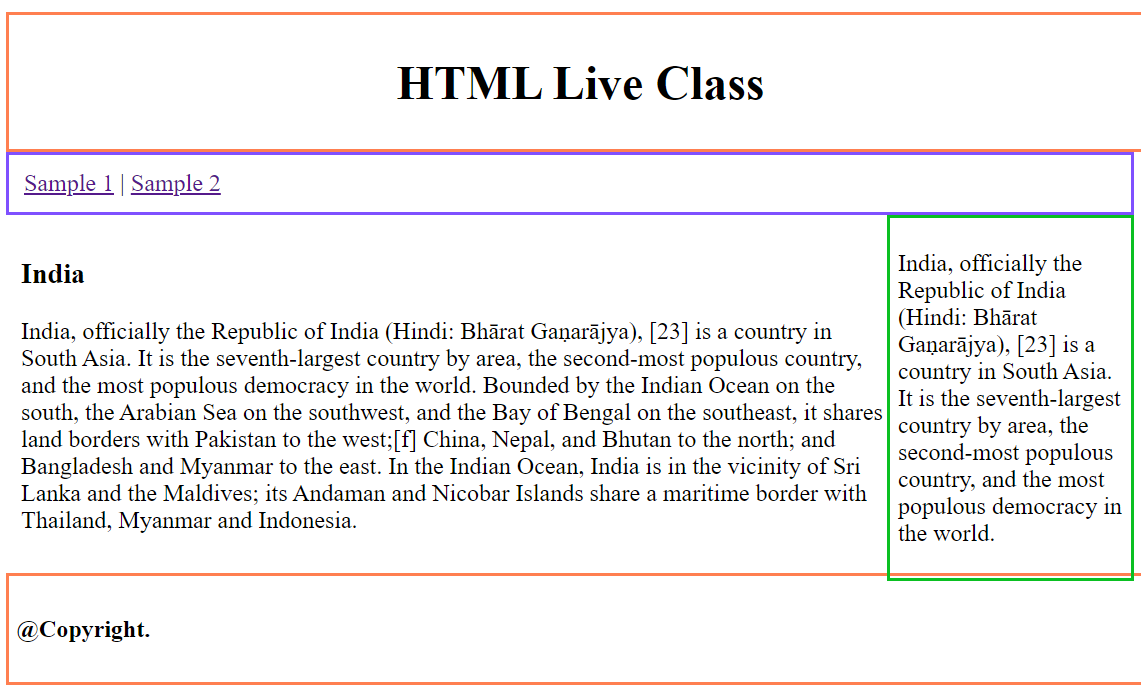 HTML Live Class
Sample 1 | Sample 2
India
India, officially the Republic of India (Hindi: Bhārat Gaṇarājya), [23] is a country in
South Asia. It is the seventh-largest country by area, the second-most populous country,
and the most populous democracy in the world. Bounded by the Indian Ocean on the
south, the Arabian Sea on the southwest, and the Bay of Bengal on the southeast, it shares
land borders with Pakistan to the west;[f] China, Nepal, and Bhutan to the north; and
Bangladesh and Myanmar to the east. In the Indian Ocean, India is in the vicinity of Sri
Lanka and the Maldives; its Andaman and Nicobar Islands share a maritime border with
Thailand, Myanmar and Indonesia.
India, officially the
Republic of India
(Hindi: Bhārat
Gaṇarājya), [23] is a
country in South Asia.
It is the seventh-largest
country by area, the
second-most populous
country, and the most
populous democracy in
the world.
@Copyright.